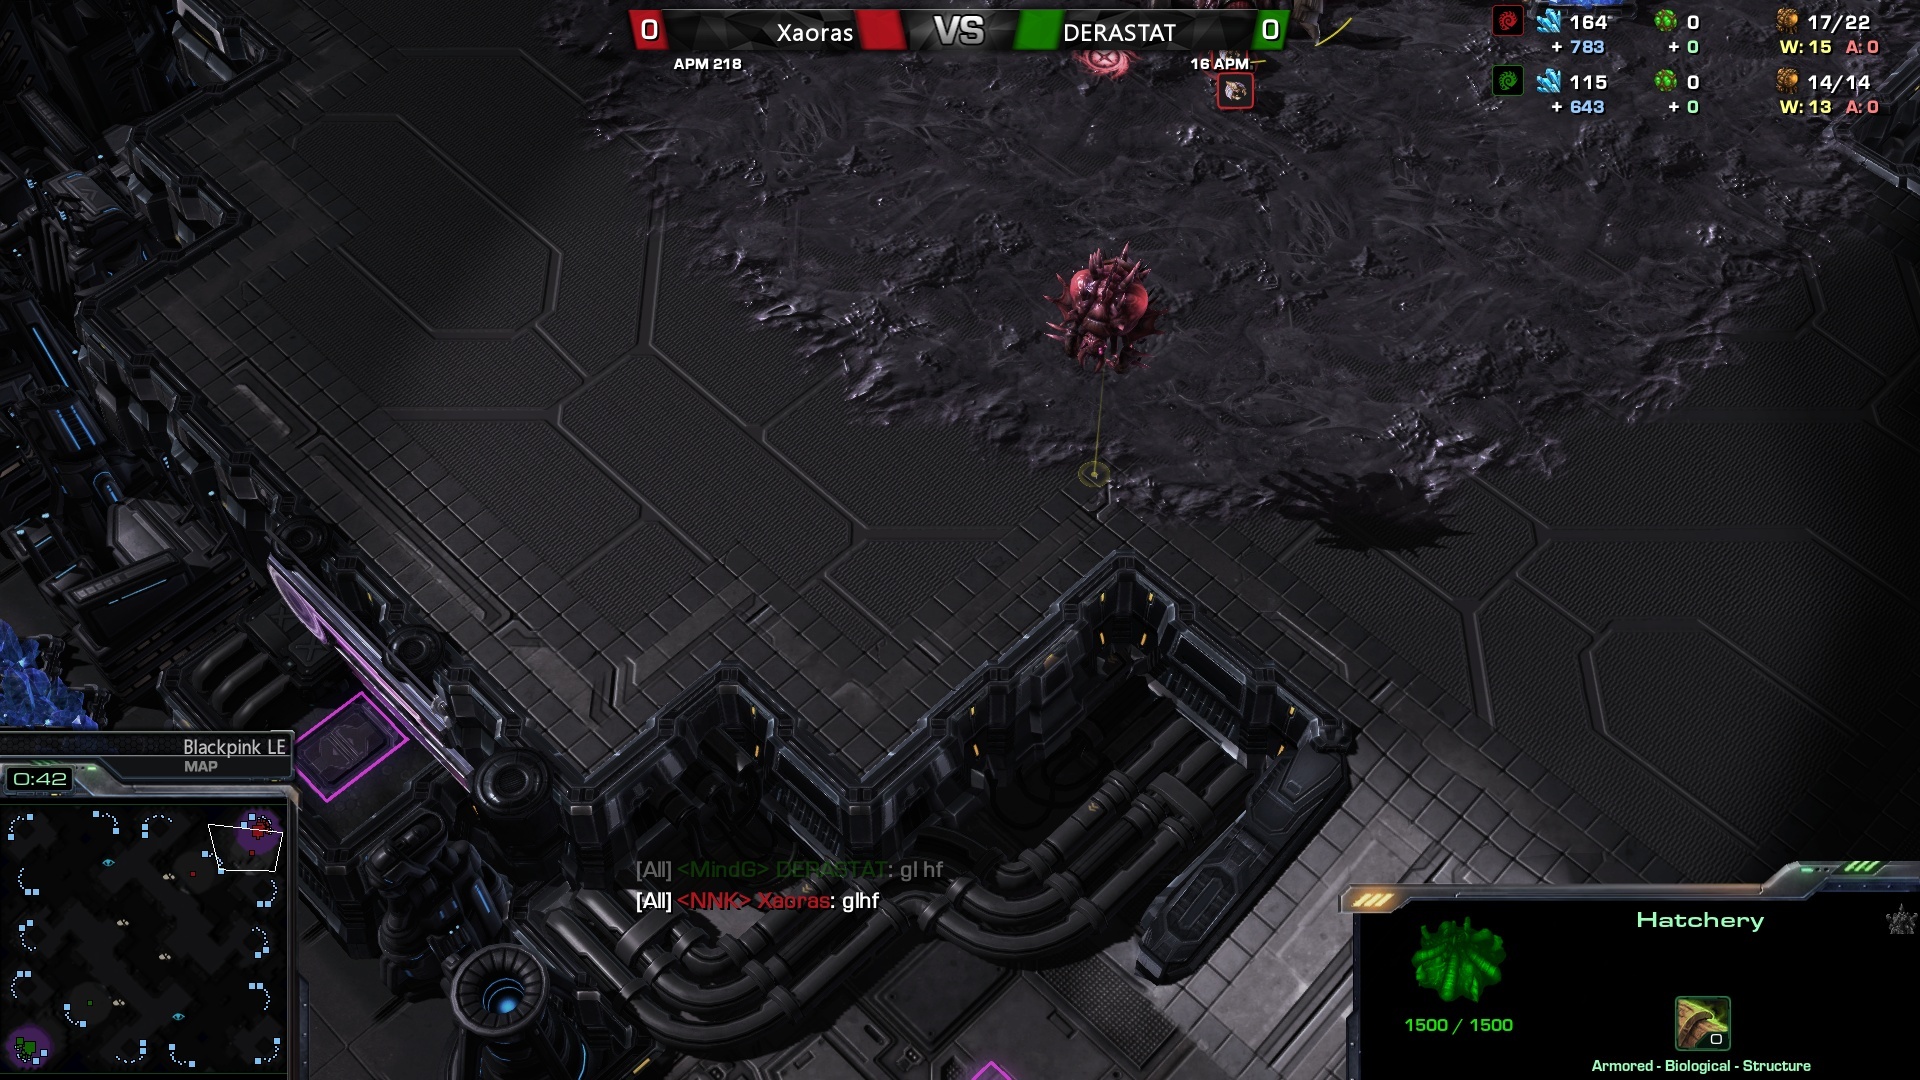 0 Xaoras VS DERASTAT 0
APM 218 16 APM
164 0 17/22
+ 783 + 0 W: 15 A: 0
115 0 14/14
+ 643 + 0 W: 13 A: 0
Blackpink LE
MAP
0:42
[All] <MindG> DERASTAT: gl hf
[All] <NNK> Xaoras: glhf
Hatchery
1500 / 1500
Armored - Biological - Structure